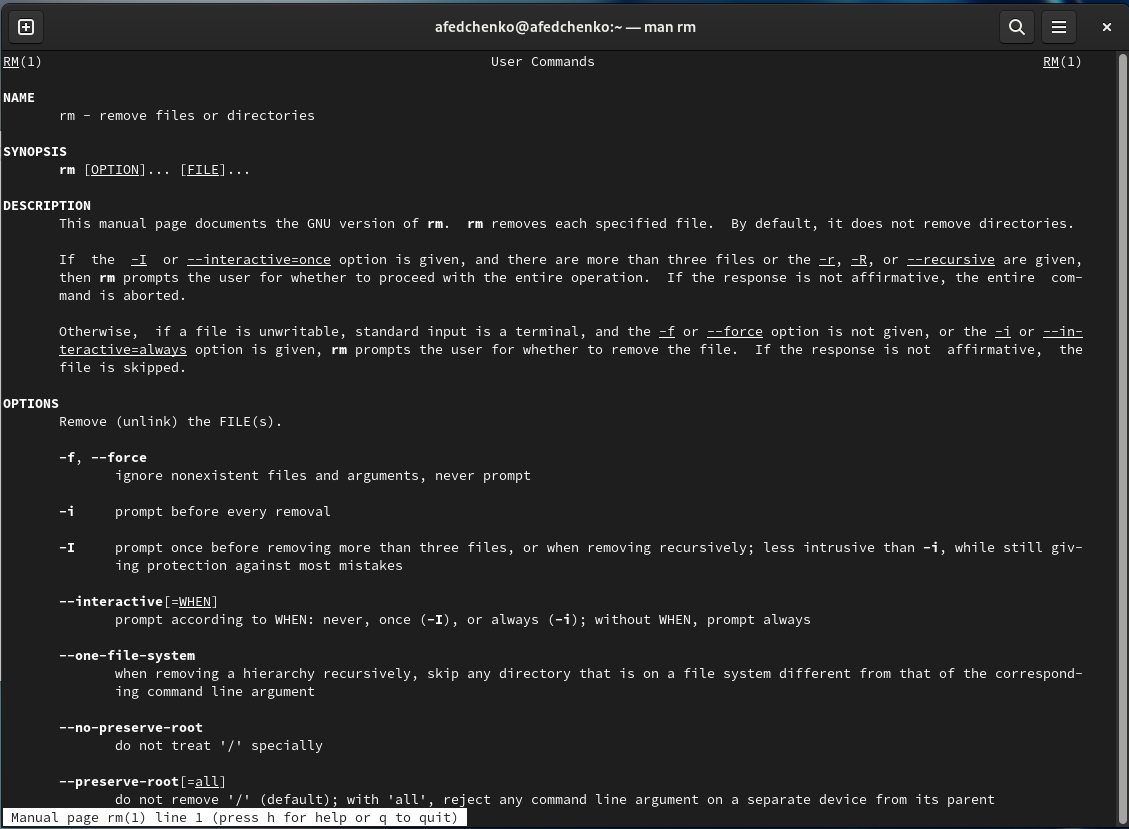 afedchenko@afedchenko:~ — man rm
RM(1) User Commands RM(1)
NAME
rm - remove files or directories
SYNOPSIS
rm [OPTION]... [FILE]...
DESCRIPTION
This manual page documents the GNU version of rm.  rm removes each specified file.  By default, it does not remove directories.
If  the  -I  or --interactive=once option is given, and there are more than three files or the -r, -R, or --recursive are given,
then rm prompts the user for whether to proceed with the entire operation.  If the response is not affirmative, the entire  com-
mand is aborted.
Otherwise,  if a file is unwritable, standard input is a terminal, and the -f or --force option is not given, or the -i or --in-
teractive=always option is given, rm prompts the user for whether to remove the file.  If the response is not  affirmative,  the
file is skipped.
OPTIONS
Remove (unlink) the FILE(s).
-f, --force
ignore nonexistent files and arguments, never prompt
-i prompt before every removal
-I prompt once before removing more than three files, or when removing recursively; less intrusive than -i, while still giv-
ing protection against most mistakes
--interactive[=WHEN]
prompt according to WHEN: never, once (-I), or always (-i); without WHEN, prompt always
--one-file-system
when removing a hierarchy recursively, skip any directory that is on a file system different from that of the correspond-
ing command line argument
--no-preserve-root
do not treat '/' specially
--preserve-root[=all]
do not remove '/' (default); with 'all', reject any command line argument on a separate device from its parent
Manual page rm(1) line 1 (press h for help or q to quit)